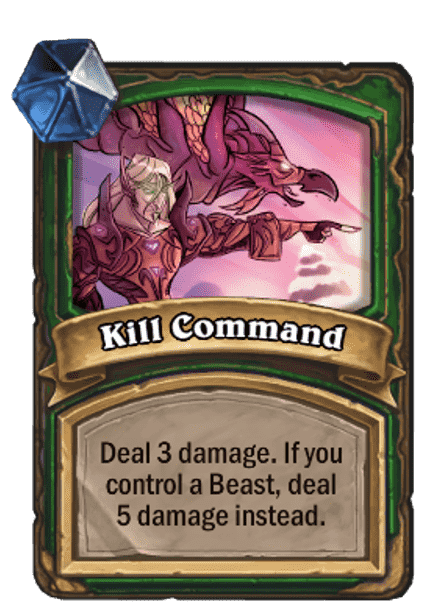 Kill Command
Deal 3 damage. If you
control a Beast, deal
5 damage instead.